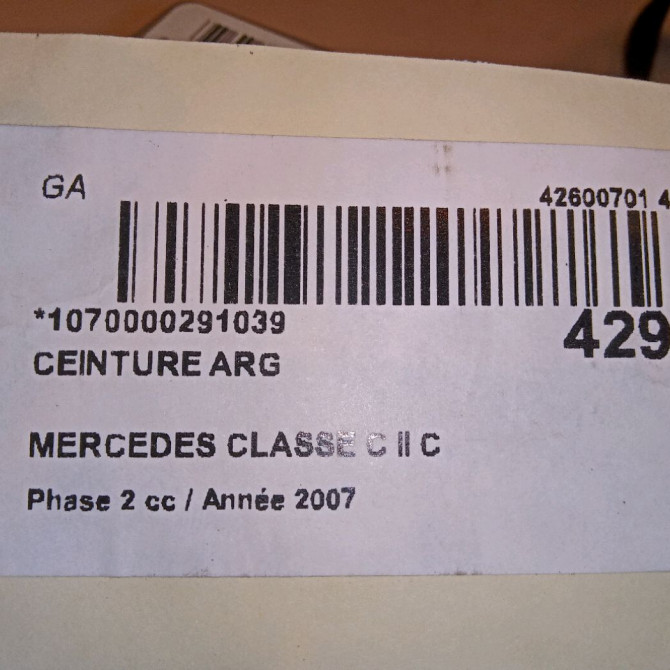 GA
42600701 4
*1070000291039
429
CEINTURE ARG
MERCEDES CLASSE C II C
Phase 2 cc / Année 2007